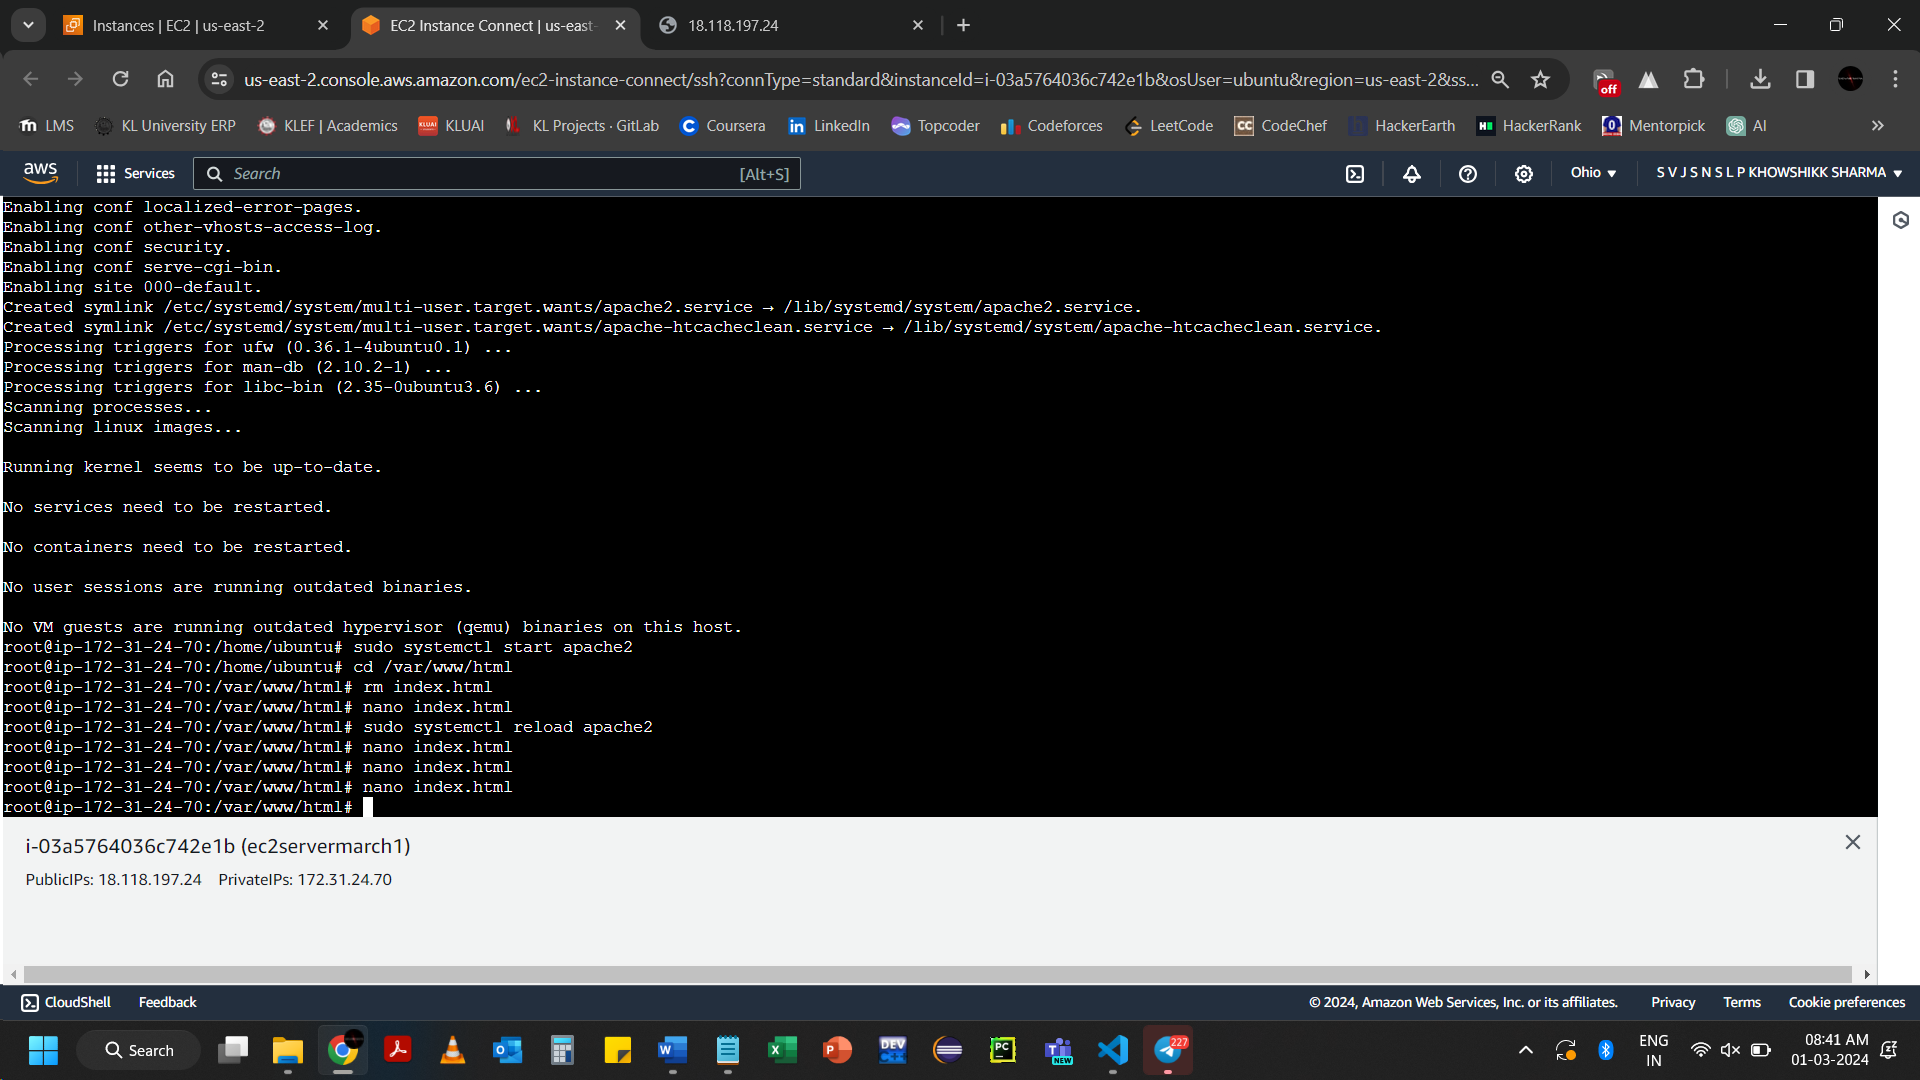 Instances | EC2 | us-east-2
EC2 Instance Connect | us-east-
18.118.197.24
us-east-2.console.aws.amazon.com/ec2-instance-connect/ssh?connType=standard&instanceId=i-03a5764036c742e1b&osUser=ubuntu&region=us-east-2&ss...
off
LMS
KL University ERP
KLEF | Academics
KLUAI
KL Projects · GitLab
Coursera
LinkedIn
Topcoder
Codeforces
LeetCode
CodeChef
HackerEarth
HackerRank
Mentorpick
AI
aws
Services
Search
[Alt+S]
Ohio
S V J S N S L P KHOWSHIKK SHARMA
Enabling conf localized-error-pages.
Enabling conf other-vhosts-access-log.
Enabling conf security.
Enabling conf serve-cgi-bin.
Enabling site 000-default.
Created symlink /etc/systemd/system/multi-user.target.wants/apache2.service → /lib/systemd/system/apache2.service.
Created symlink /etc/systemd/system/multi-user.target.wants/apache-htcacheclean.service → /lib/systemd/system/apache-htcacheclean.service.
Processing triggers for ufw (0.36.1-4ubuntu0.1) ...
Processing triggers for man-db (2.10.2-1) ...
Processing triggers for libc-bin (2.35-0ubuntu3.6) ...
Scanning processes...
Scanning linux images...
Running kernel seems to be up-to-date.
No services need to be restarted.
No containers need to be restarted.
No user sessions are running outdated binaries.
No VM guests are running outdated hypervisor (qemu) binaries on this host.
root@ip-172-31-24-70:/home/ubuntu# sudo systemctl start apache2
root@ip-172-31-24-70:/home/ubuntu# cd /var/www/html
root@ip-172-31-24-70:/var/www/html# rm index.html
root@ip-172-31-24-70:/var/www/html# nano index.html
root@ip-172-31-24-70:/var/www/html# sudo systemctl reload apache2
root@ip-172-31-24-70:/var/www/html# nano index.html
root@ip-172-31-24-70:/var/www/html# nano index.html
root@ip-172-31-24-70:/var/www/html# nano index.html
root@ip-172-31-24-70:/var/www/html#
i-03a5764036c742e1b (ec2servermarch1)
PublicIPs: 18.118.197.24 PrivateIPs: 172.31.24.70
CloudShell
Feedback
© 2024, Amazon Web Services, Inc. or its affiliates.
Privacy
Terms
Cookie preferences
Search
DEV
PC
NEW
227
ENG
IN
08:41 AM
01-03-2024